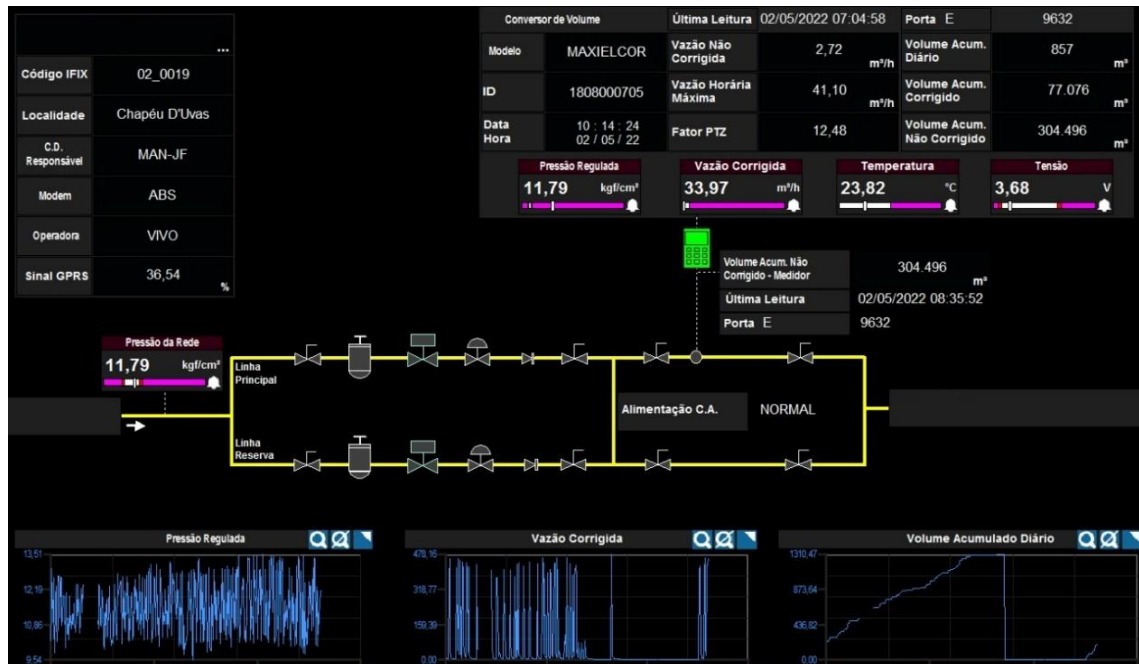 ...
Código IFIX 02_0019
Localidade Chapéu D'Uvas
C.D. Responsável MAN-JF
Modem ABS
Operadora VIVO
Sinal GPRS 36,54 %
Conversor de Volume Última Leitura 02/05/2022 07:04:58 Porta E 9632
Modelo MAXIELCOR Vazão Não Corrigida 2,72 m³/h Volume Acum. Diário 857 m³
ID 1808000705 Vazão Horária Máxima 41,10 m³/h Volume Acum. Corrigido 77.076 m³
Data Hora 10 : 14 : 24 02 / 05 / 22 Fator PTZ 12,48 Volume Acum. Não Corrigido 304.496 m³
Pressão Regulada Vazão Corrigida Temperatura Tensão
11,79 kgf/cm² 33,97 m³/h 23,82 °C 3,68 V
Volume Acum. Não Corrigido - Medidor 304.496 m³
Última Leitura 02/05/2022 08:35:52
Porta E 9632
Pressão da Rede
11,79 kgf/cm²
Linha Principal
Alimentação C.A. NORMAL
Linha Reserva
Pressão Regulada
13,51
12,19
10,86
9,54
Vazão Corrigida
478,16
318,77
159,39
0,00
Volume Acumulado Diário
1310,47
873,64
436,82
0,00